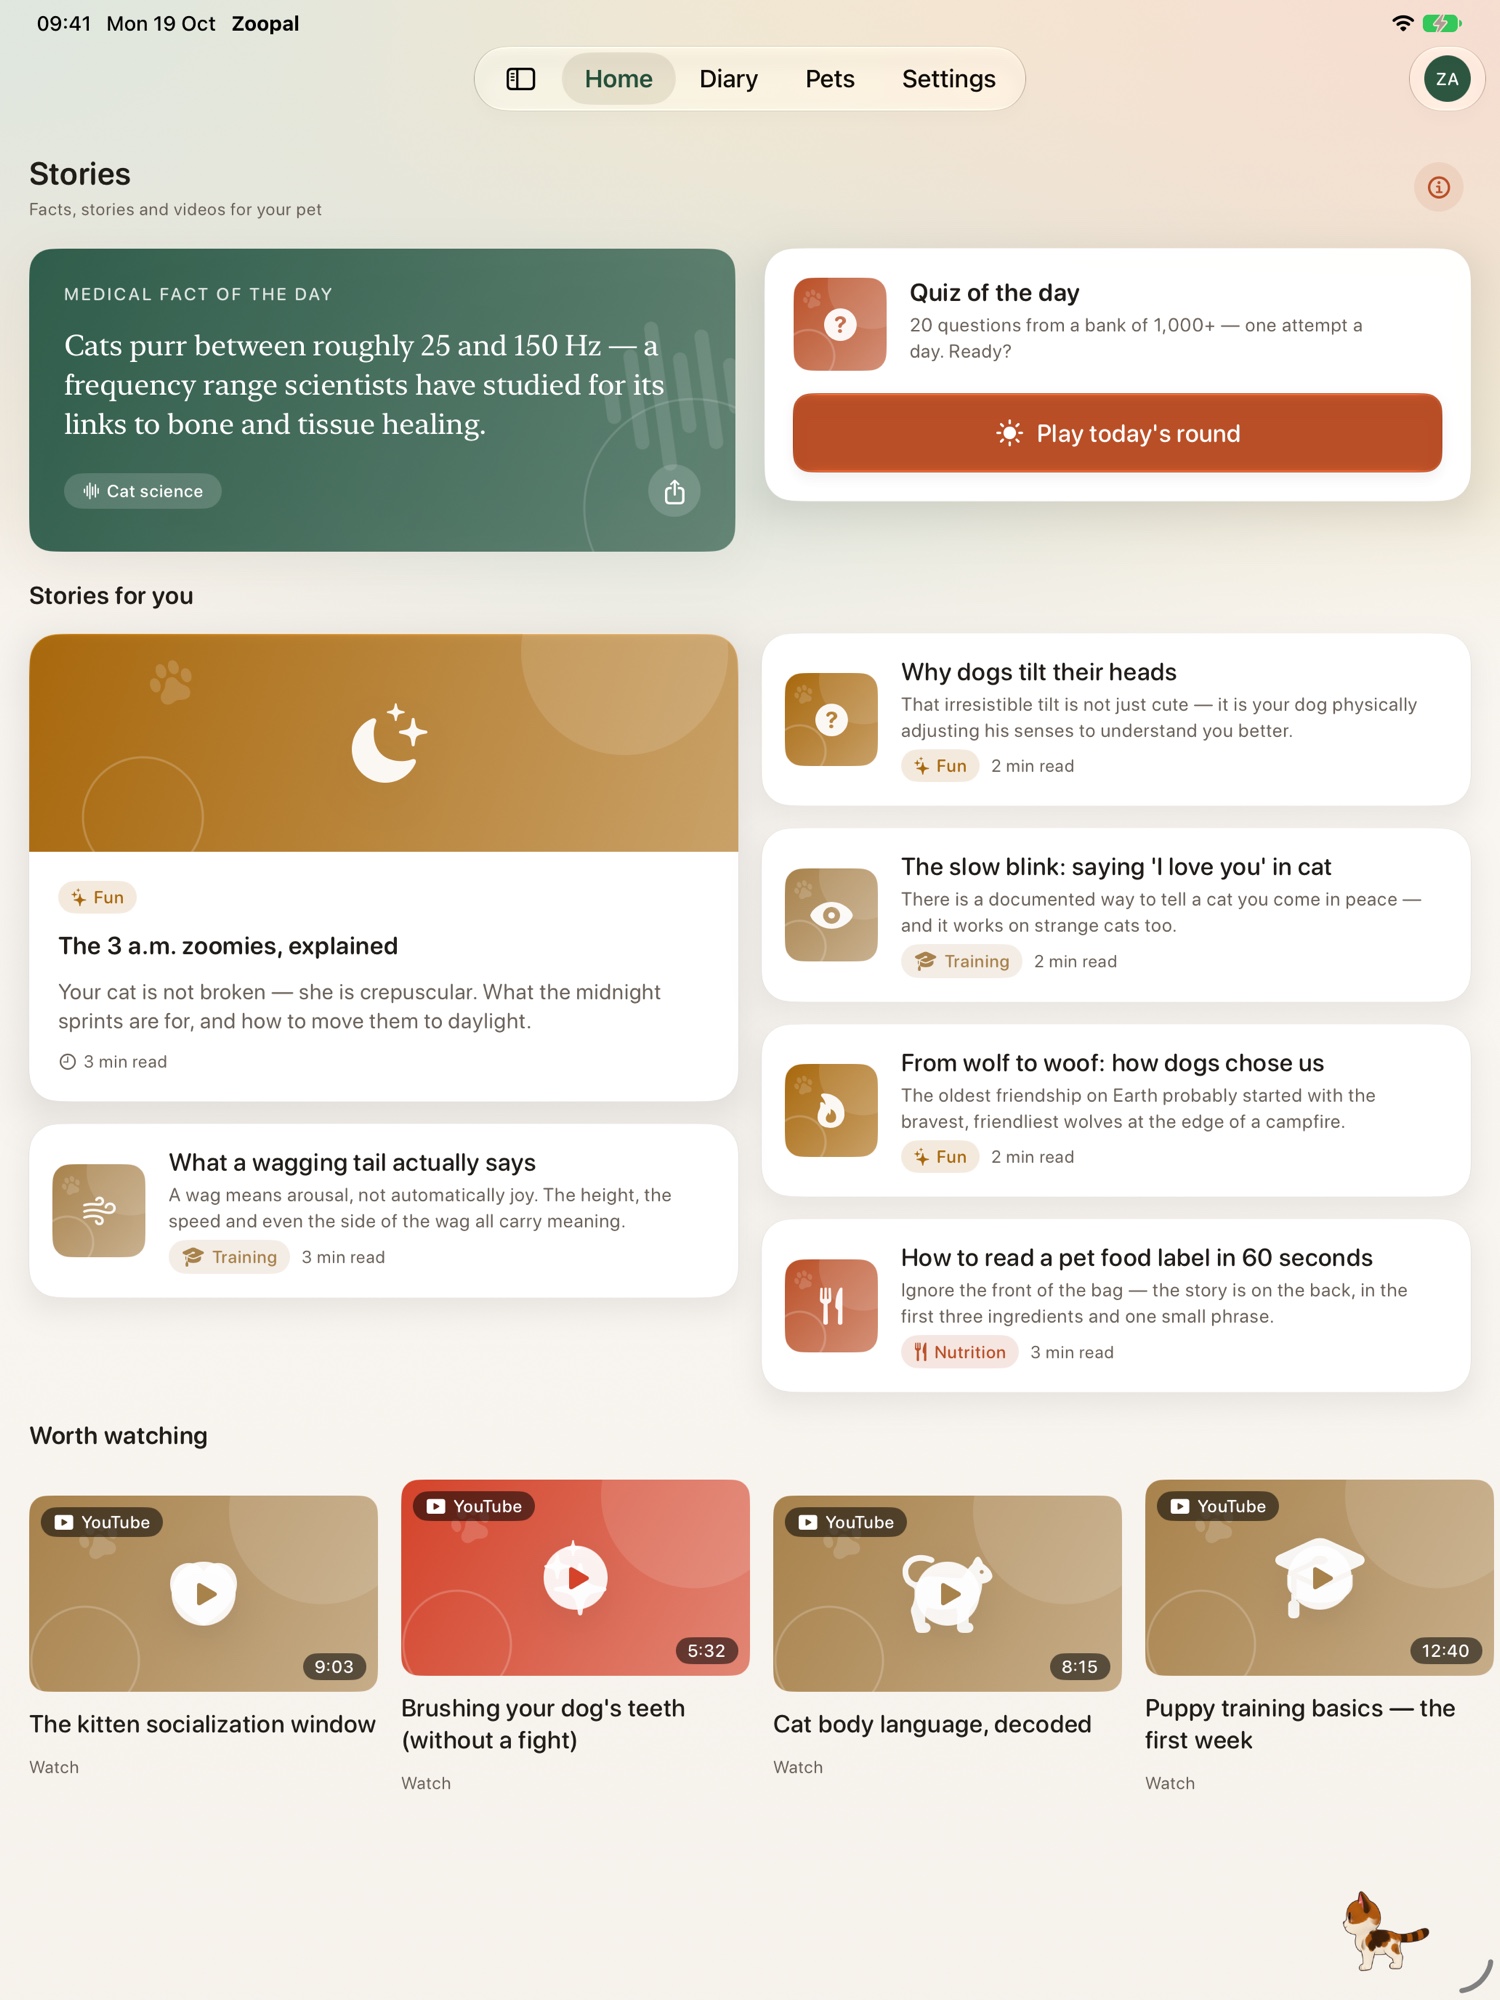 09:41 Mon 19 Oct Zoopal
Home Diary Pets Settings
ZA
Stories
Facts, stories and videos for your pet
MEDICAL FACT OF THE DAY
Cats purr between roughly 25 and 150 Hz — a
frequency range scientists have studied for its
links to bone and tissue healing.
Cat science
Quiz of the day
20 questions from a bank of 1,000+ — one attempt a
day. Ready?
Play today's round
Stories for you
Fun
The 3 a.m. zoomies, explained
Your cat is not broken — she is crepuscular. What the midnight
sprints are for, and how to move them to daylight.
3 min read
What a wagging tail actually says
A wag means arousal, not automatically joy. The height, the
speed and even the side of the wag all carry meaning.
Training 3 min read
Why dogs tilt their heads
That irresistible tilt is not just cute — it is your dog physically
adjusting his senses to understand you better.
Fun 2 min read
The slow blink: saying 'I love you' in cat
There is a documented way to tell a cat you come in peace —
and it works on strange cats too.
Training 2 min read
From wolf to woof: how dogs chose us
The oldest friendship on Earth probably started with the
bravest, friendliest wolves at the edge of a campfire.
Fun 2 min read
How to read a pet food label in 60 seconds
Ignore the front of the bag — the story is on the back, in the
first three ingredients and one small phrase.
Nutrition 3 min read
Worth watching
YouTube
9:03
The kitten socialization window
Watch
YouTube
5:32
Brushing your dog's teeth
(without a fight)
Watch
YouTube
8:15
Cat body language, decoded
Watch
YouTube
12:40
Puppy training basics — the
first week
Watch